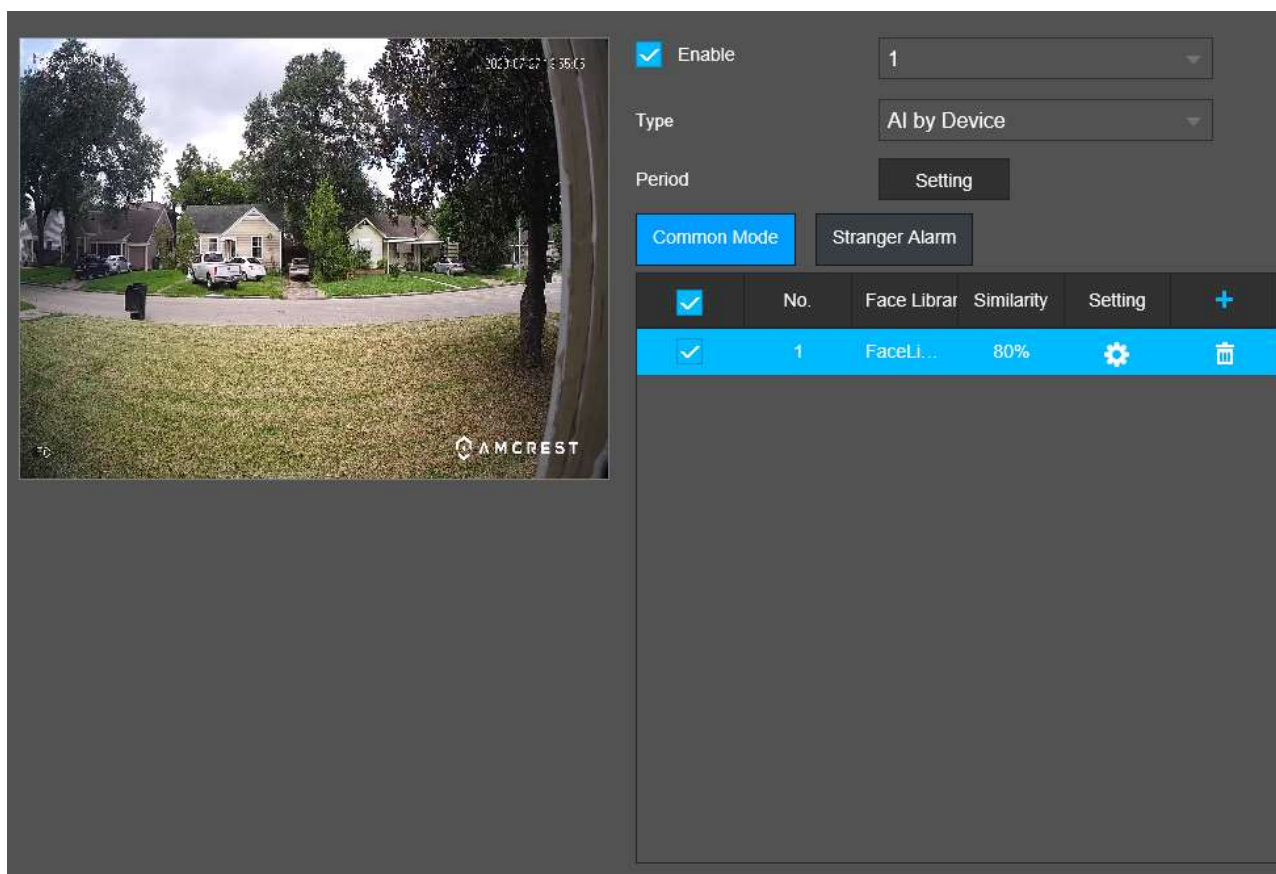 Enable
1
Type
AI by Device
Period
Setting
Common Mode
Stranger Alarm
No.
Face Librar
Similarity
Setting
+
1
FaceLi...
80%
AMCREST